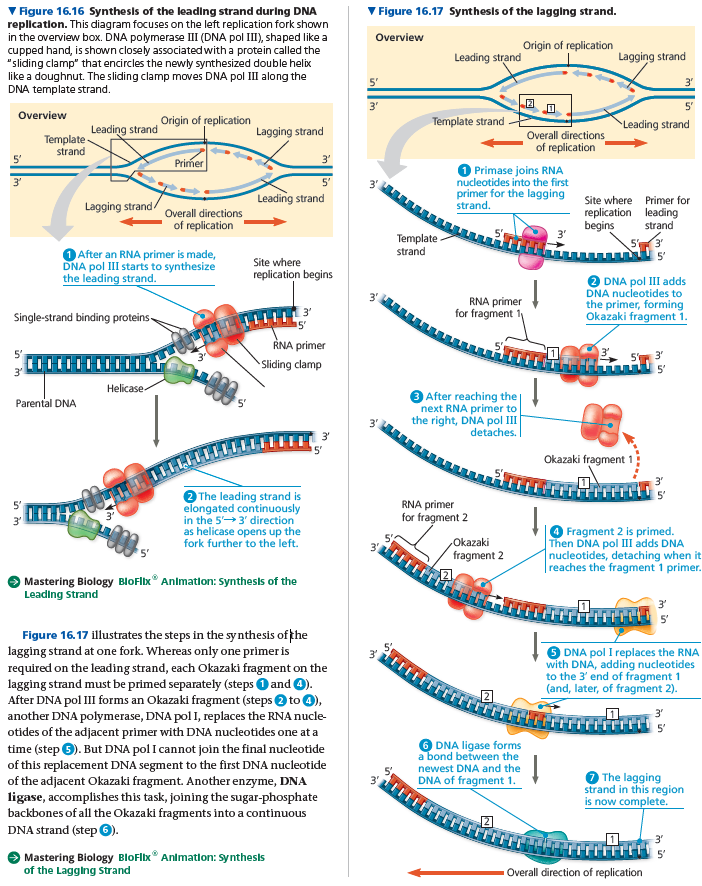 ▼ Figure 16.16 Synthesis of the leading strand during DNA
replication. This diagram focuses on the left replication fork shown
in the overview box. DNA polymerase III (DNA pol III), shaped like a
cupped hand, is shown closely associated with a protein called the
“sliding clamp” that encircles the newly synthesized double helix
like a doughnut. The sliding clamp moves DNA pol III along the
DNA template strand.
Overview
Origin of replication
Leading strand
Lagging strand
Template
strand
Primer
5′
3′
3′
5′
Lagging strand
Leading strand
Overall directions
of replication
1 After an RNA primer is made,
DNA pol III starts to synthesize
the leading strand.
Site where
replication begins
Single-strand binding proteins
3′
5′
RNA primer
3′
Sliding clamp
5′
3′
Helicase
5′
Parental DNA
3′
5′
5′
3′
3′
5′
2 The leading strand is
elongated continuously
in the 5′→ 3′ direction
as helicase opens up the
fork further to the left.
Mastering Biology BioFlix® Animation: Synthesis of the
Leading Strand
Figure 16.17 illustrates the steps in the synthesis of the
lagging strand at one fork. Whereas only one primer is
required on the leading strand, each Okazaki fragment on the
lagging strand must be primed separately (steps 1 and 4).
After DNA pol III forms an Okazaki fragment (steps 2 to 4),
another DNA polymerase, DNA pol I, replaces the RNA nucle-
otides of the adjacent primer with DNA nucleotides one at a
time (step 5). But DNA pol I cannot join the final nucleotide
of this replacement DNA segment to the first DNA nucleotide
of the adjacent Okazaki fragment. Another enzyme, DNA
ligase, accomplishes this task, joining the sugar-phosphate
backbones of all the Okazaki fragments into a continuous
DNA strand (step 6).
Mastering Biology BioFlix® Animation: Synthesis
of the Lagging Strand
▼ Figure 16.17 Synthesis of the lagging strand.
Overview
Origin of replication
Leading strand
Lagging strand
5′
3′
3′
5′
2
1
Template strand
Leading strand
Overall directions
of replication
1 Primase joins RNA
nucleotides into the first
primer for the lagging
strand.
3′
Site where
replication
begins
Primer for
leading
strand
5′
3′
Template
strand
5′
3′
5′
2 DNA pol III adds
DNA nucleotides to
the primer, forming
Okazaki fragment 1.
3′
RNA primer
for fragment 1
5′
1
3′
5′
3′
5′
3 After reaching the
next RNA primer to
the right, DNA pol III
detaches.
3′
Okazaki fragment 1
5′
1
3′
5′
RNA primer
for fragment 2
4 Fragment 2 is primed.
Then DNA pol III adds DNA
nucleotides, detaching when it
reaches the fragment 1 primer.
5′
3′
Okazaki
fragment 2
2
1
3′
5′
5 DNA pol I replaces the RNA
with DNA, adding nucleotides
to the 3′ end of fragment 1
(and, later, of fragment 2).
5′
3′
2
1
3′
5′
6 DNA ligase forms
a bond between the
newest DNA and the
DNA of fragment 1.
7 The lagging
strand in this region
is now complete.
5′
3′
2
1
3′
5′
Overall direction of replication